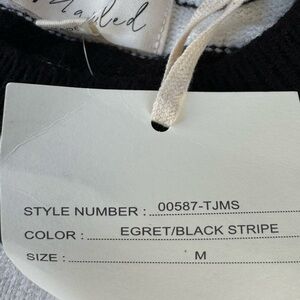 STYLE NUMBER : 00587-TJMS
COLOR : EGRET/BLACK STRIPE
SIZE : M